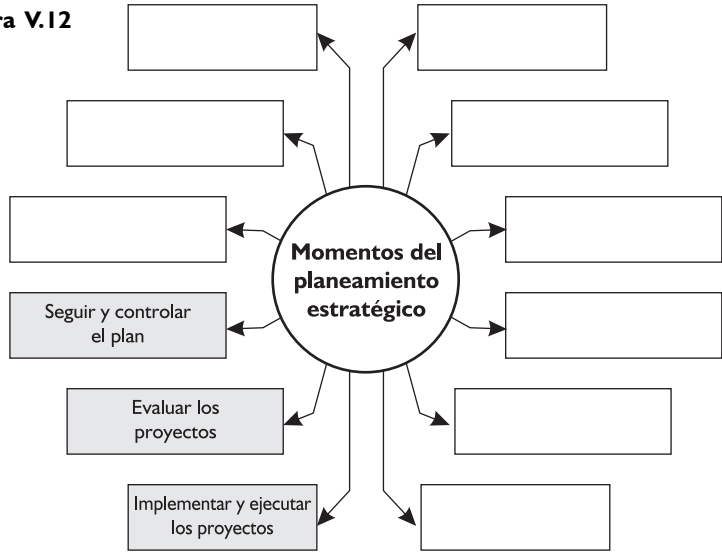 ra V.12
Momentos del
planeamiento
estratégico
Seguir y controlar
el plan
Evaluar los
proyectos
Implementar y ejecutar
los proyectos